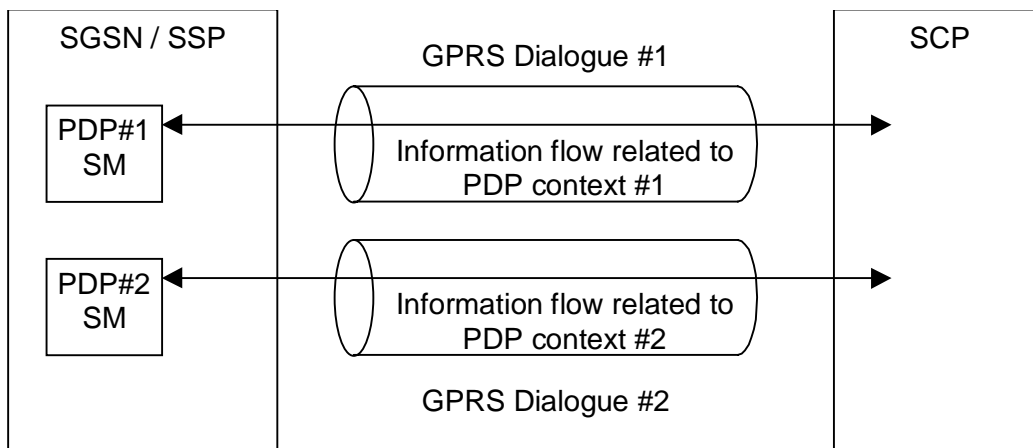 SGSN / SSP
GPRS Dialogue #1
SCP
PDP#1
SM
Information flow related to
PDP context #1
PDP#2
SM
Information flow related to
PDP context #2
GPRS Dialogue #2